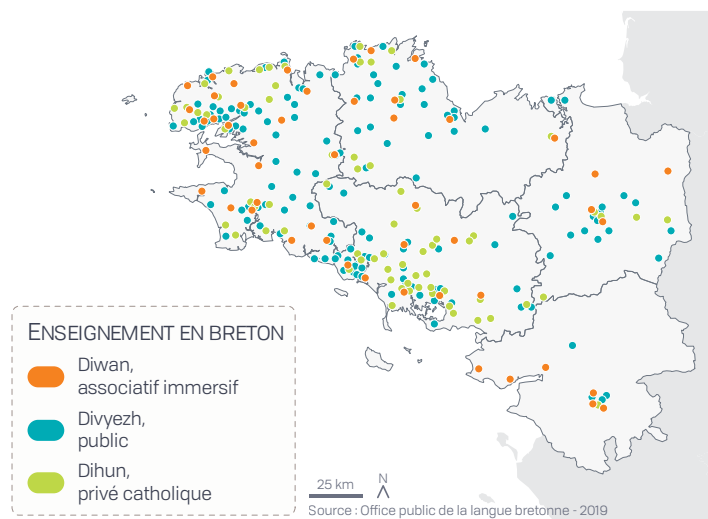 ENSEIGNEMENT EN BRETON
Diwan,
associatif immersif
Divyezh,
public
Dihun,
privé catholique
25 km
N
Source : Office public de la langue bretonne - 2019